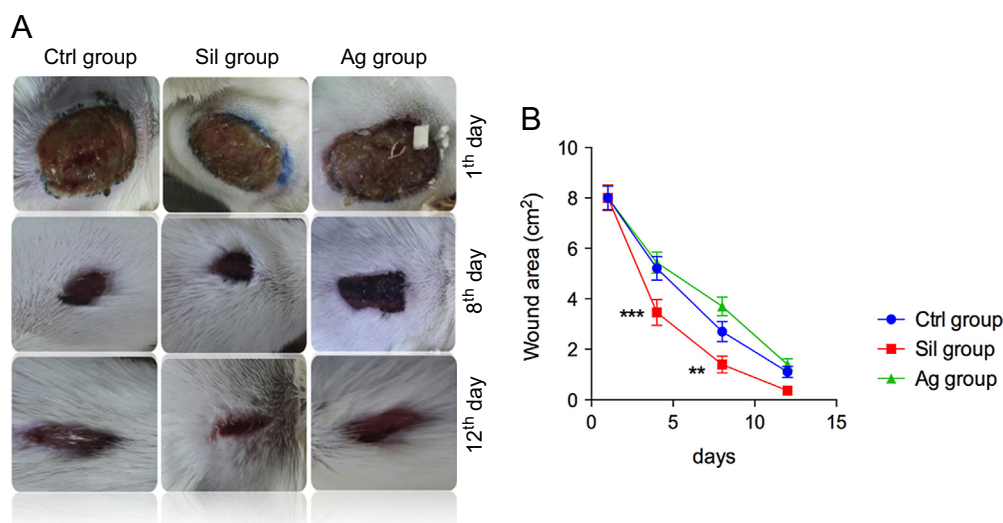 A
Ctrl group
Sil group
Ag group
1th day
8th day
12th day
B
Wound area (cm²)
10
8
6
4
2
0
***
**
0
5
10
15
days
Ctrl group
Sil group
Ag group